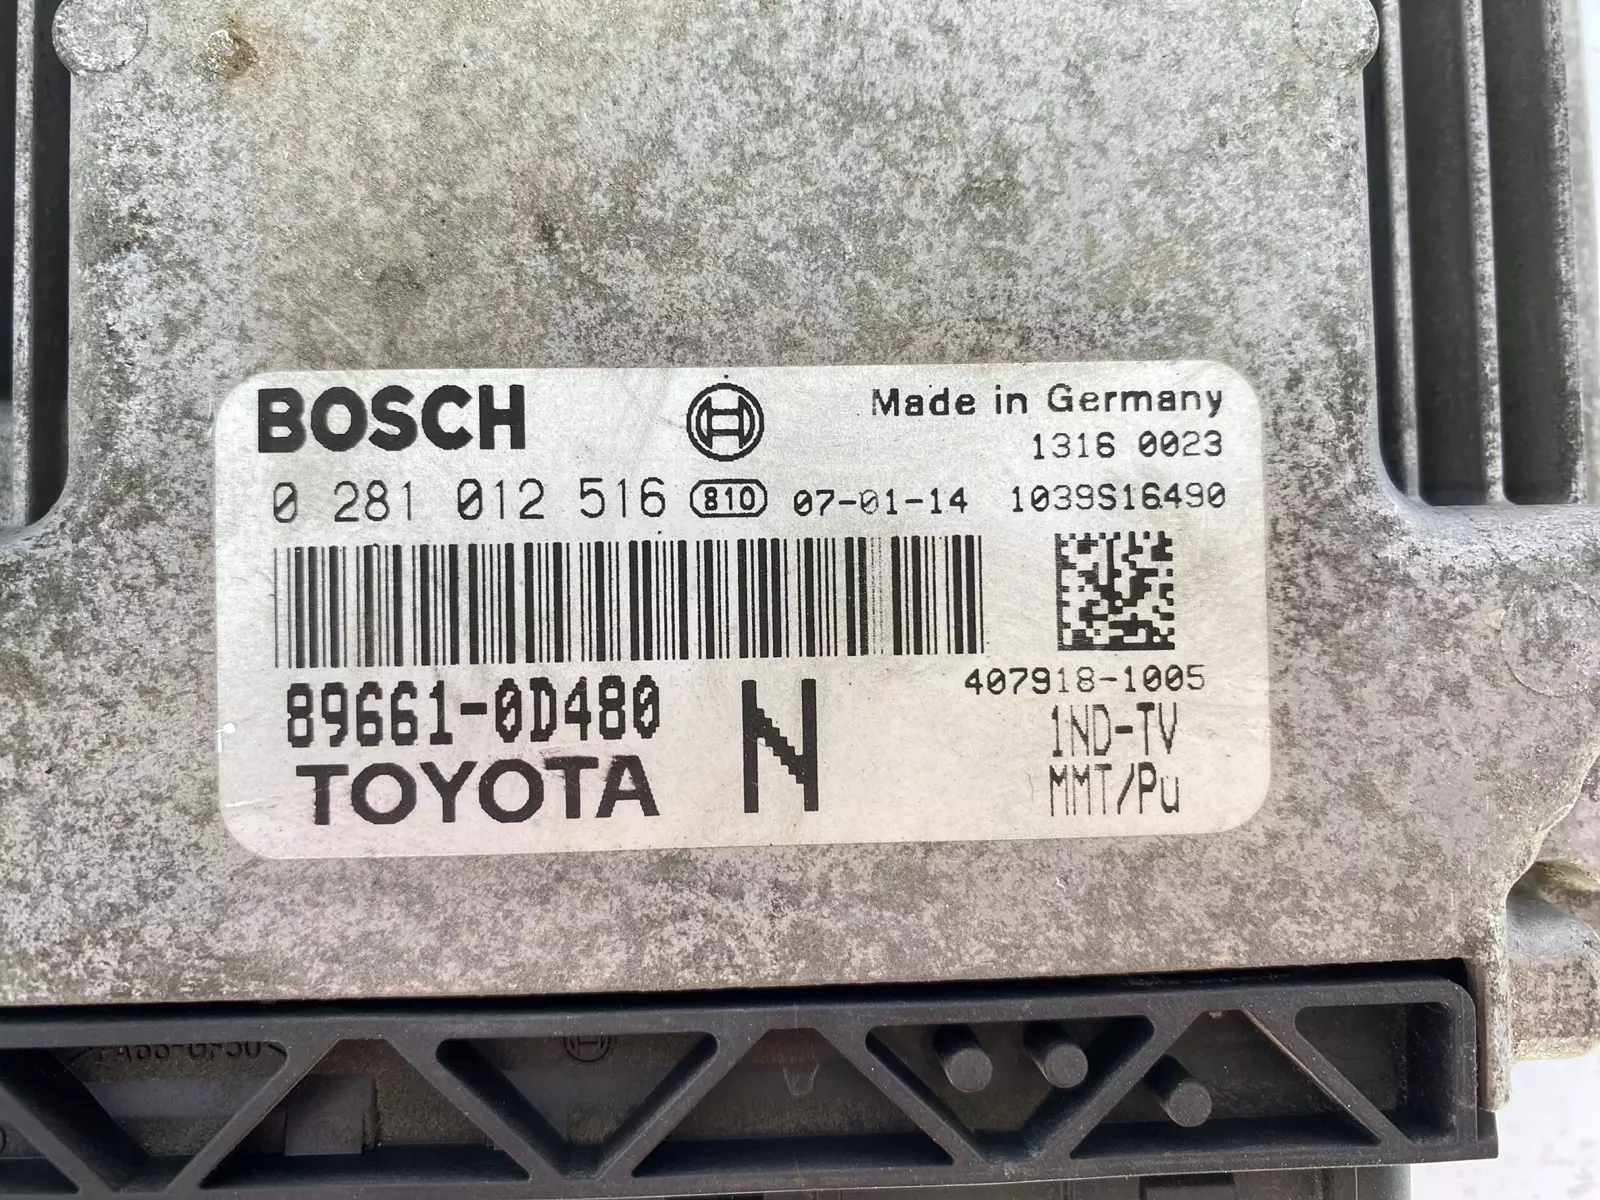 BOSCH
Made in Germany
1316 0023
0 281 012 516 810 07-01-14 1039S16490
407918-1005
89661-0D480 N 1ND-TV
TOYOTA MMT/Pu